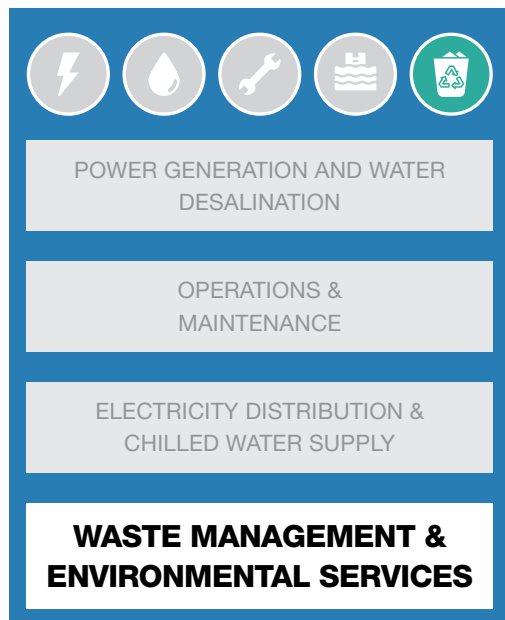 POWER GENERATION AND WATER
DESALINATION
OPERATIONS &
MAINTENANCE
ELECTRICITY DISTRIBUTION &
CHILLED WATER SUPPLY
WASTE MANAGEMENT &
ENVIRONMENTAL SERVICES